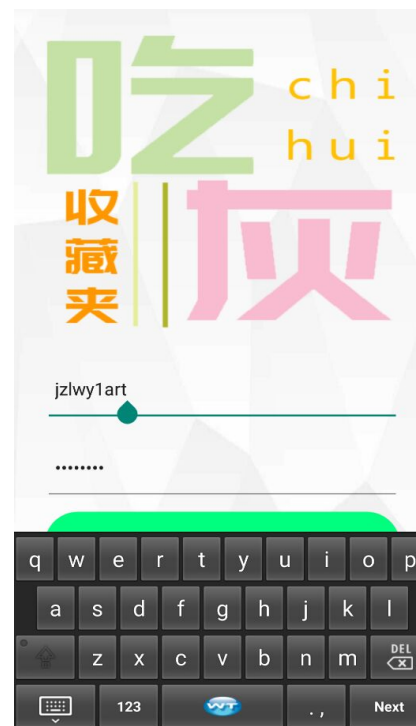 吃
chi
hui
收藏夹
灰
jzlwy1art
••••••••
q w e r t y u i o p
a s d f g h j k l
z x c v b n m DEL
123 WT . , Next